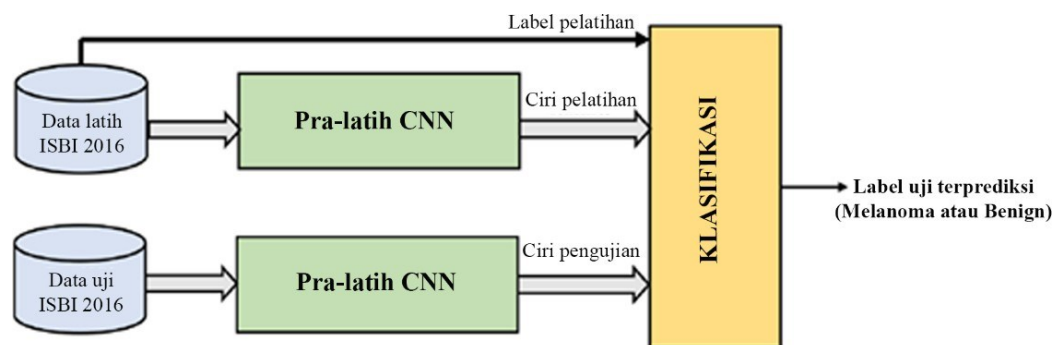 Label pelatihan
Data latih
ISBI 2016
Pra-latih CNN
Ciri pelatihan
KLASIFIKASI
Label uji terprediksi
(Melanoma atau Benign)
Data uji
ISBI 2016
Pra-latih CNN
Ciri pengujian